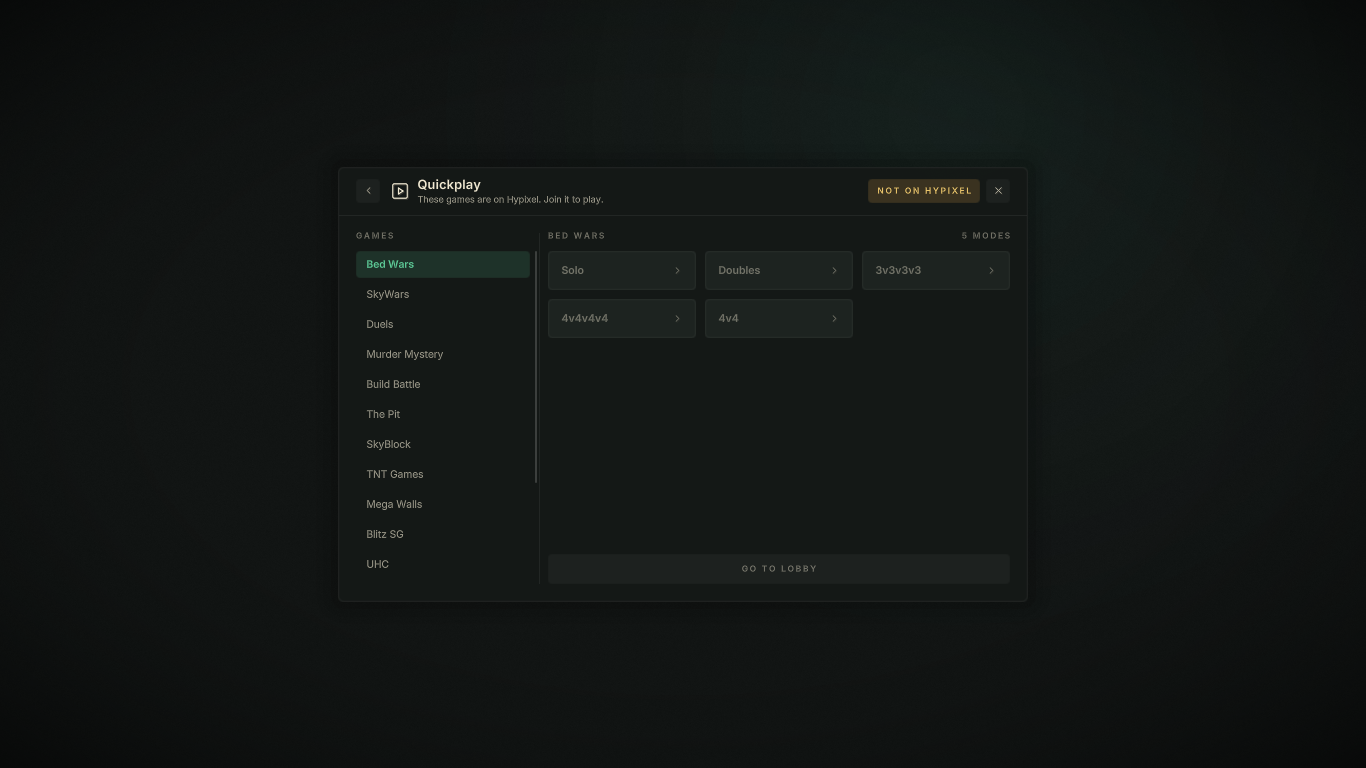 Quickplay
These games are on Hypixel. Join it to play.
NOT ON HYPIXEL
GAMES
Bed Wars
SkyWars
Duels
Murder Mystery
Build Battle
The Pit
SkyBlock
TNT Games
Mega Walls
Blitz SG
UHC
BED WARS
5 MODES
Solo
Doubles
3v3v3v3
4v4v4v4
4v4
GO TO LOBBY